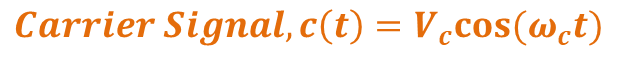 Carrier Signal, c(t) = V_c cos(ω_c t)